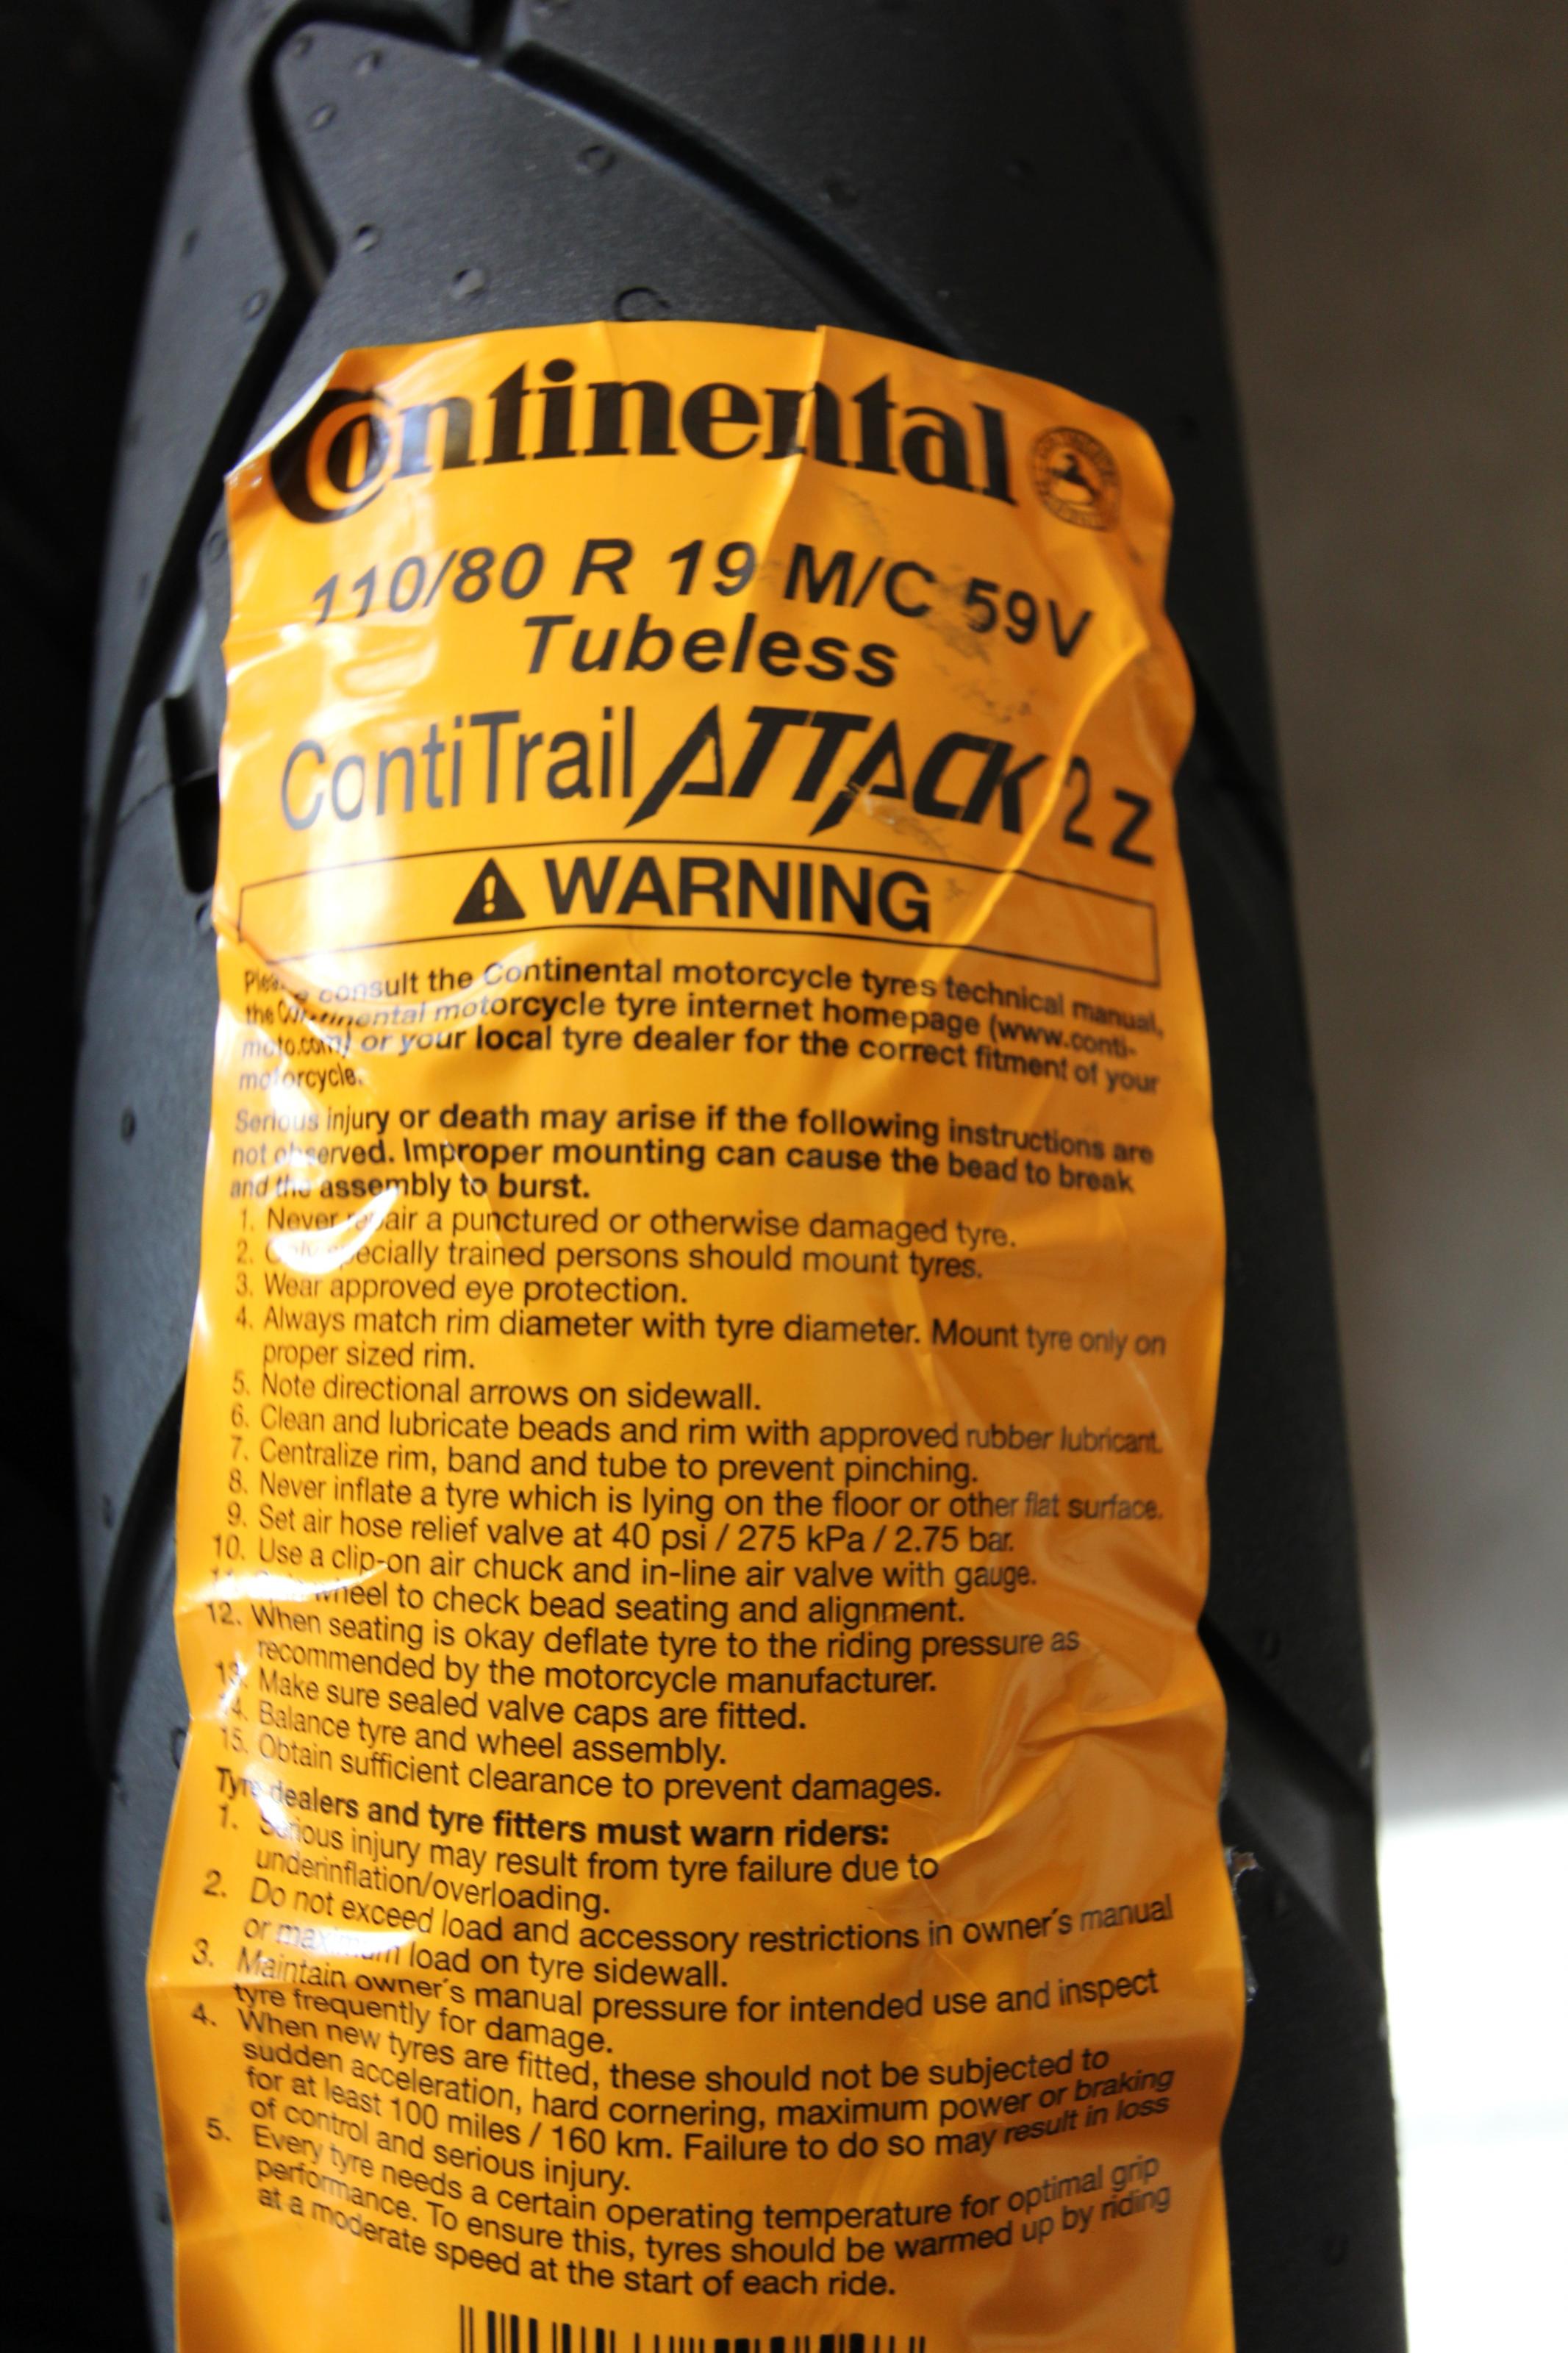 Continental
110/80 R 19 M/C 59V
Tubeless
ContiTrail ATTACK 2 Z
WARNING
consult the Continental motorcycle tyres technical manual,
the Continental motorcycle tyre internet homepage (www.conti-
moto.com) or your local tyre dealer for the correct fitment of your
motorcycle.
Serious injury or death may arise if the following instructions are
not observed. Improper mounting can cause the bead to break
and the assembly to burst.
1. Never repair a punctured or otherwise damaged tyre.
2. Only specially trained persons should mount tyres.
3. Wear approved eye protection.
4. Always match rim diameter with tyre diameter. Mount tyre only on
proper sized rim.
5. Note directional arrows on sidewall.
6. Clean and lubricate beads and rim with approved rubber lubricant.
7. Centralize rim, band and tube to prevent pinching.
8. Never inflate a tyre which is lying on the floor or other flat surface.
9. Set air hose relief valve at 40 psi / 275 kPa / 2.75 bar.
10. Use a clip-on air chuck and in-line air valve with gauge.
11. wheel to check bead seating and alignment.
12. When seating is okay deflate tyre to the riding pressure as
recommended by the motorcycle manufacturer.
13. Make sure sealed valve caps are fitted.
14. Balance tyre and wheel assembly.
15. Obtain sufficient clearance to prevent damages.
Tyre dealers and tyre fitters must warn riders:
1. Serious injury may result from tyre failure due to
underinflation/overloading.
2. Do not exceed load and accessory restrictions in owner's manual
or maximum load on tyre sidewall.
3. Maintain owner's manual pressure for intended use and inspect
tyre frequently for damage.
4. When new tyres are fitted, these should not be subjected to
sudden acceleration, hard cornering, maximum power or braking
for at least 100 miles / 160 km. Failure to do so may result in loss
of control and serious injury.
5. Every tyre needs a certain operating temperature for optimal grip
performance. To ensure this, tyres should be warmed up by riding
at a moderate speed at the start of each ride.